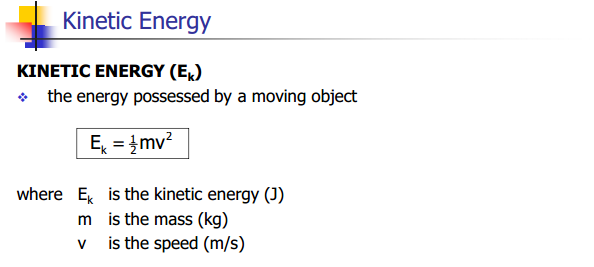 Kinetic Energy
KINETIC ENERGY (Eₖ)
❖ the energy possessed by a moving object
Eₖ = ½mv²
where Eₖ is the kinetic energy (J)
m is the mass (kg)
v is the speed (m/s)